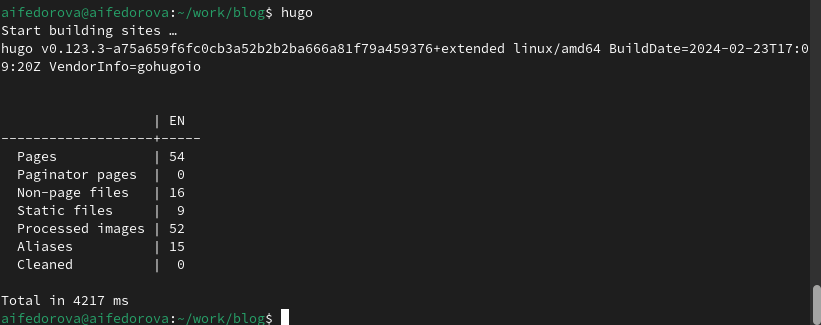 aifedorova@aifedorova:~/work/blog$ hugo
Start building sites …
hugo v0.123.3-a75a659f6fc0cb3a52b2b2ba666a81f79a459376+extended linux/amd64 BuildDate=2024-02-23T17:0
9:20Z VendorInfo=gohugoio
                   | EN
-------------------+-----
  Pages            | 54
  Paginator pages  |  0
  Non-page files   | 16
  Static files     |  9
  Processed images | 52
  Aliases          | 15
  Cleaned          |  0
Total in 4217 ms
aifedorova@aifedorova:~/work/blog$